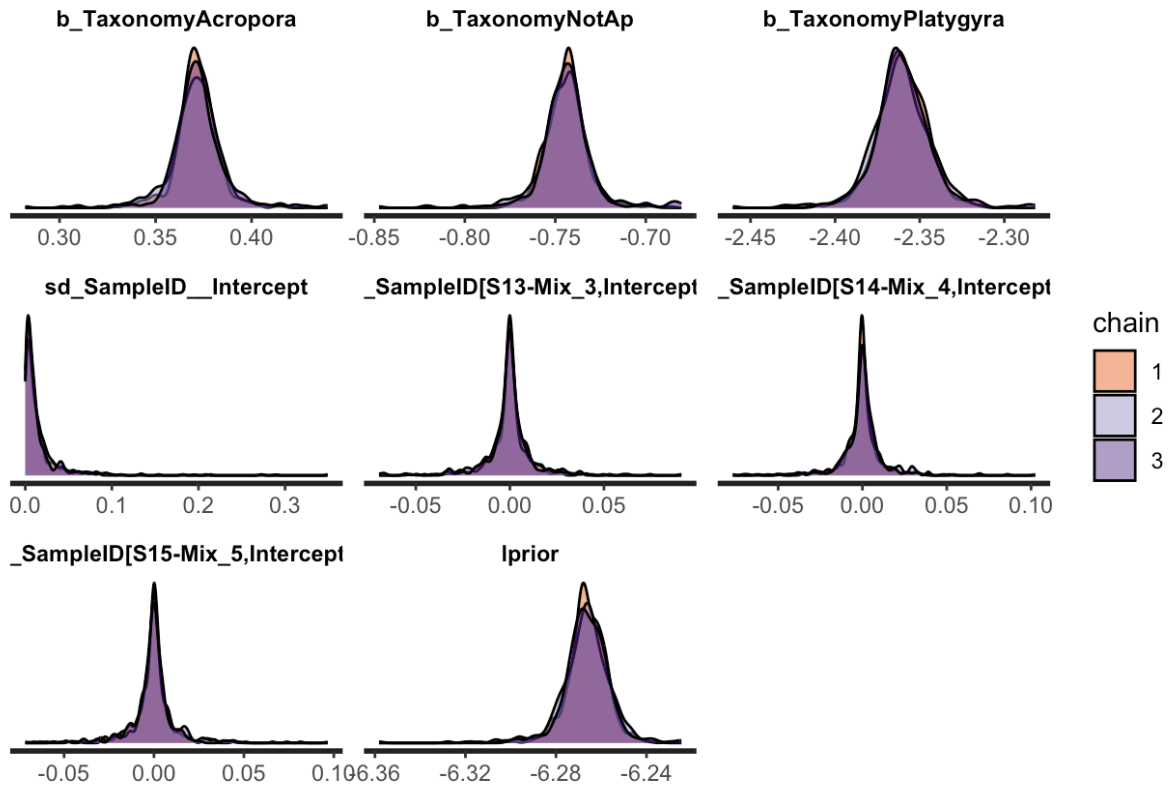 b_TaxonomyAcropora b_TaxonomyNotAp b_TaxonomyPlatygyra
0.30 0.35 0.40 -0.85 -0.80 -0.75 -0.70 -2.45 -2.40 -2.35 -2.30
sd_SampleID__Intercept _SampleID[S13-Mix_3,Intercept _SampleID[S14-Mix_4,Intercept
0.0 0.1 0.2 0.3 -0.05 0.00 0.05 -0.05 0.00 0.05 0.10
chain
1
2
3
_SampleID[S15-Mix_5,Intercept lprior
-0.05 0.00 0.05 0.10 -6.36 -6.32 -6.28 -6.24